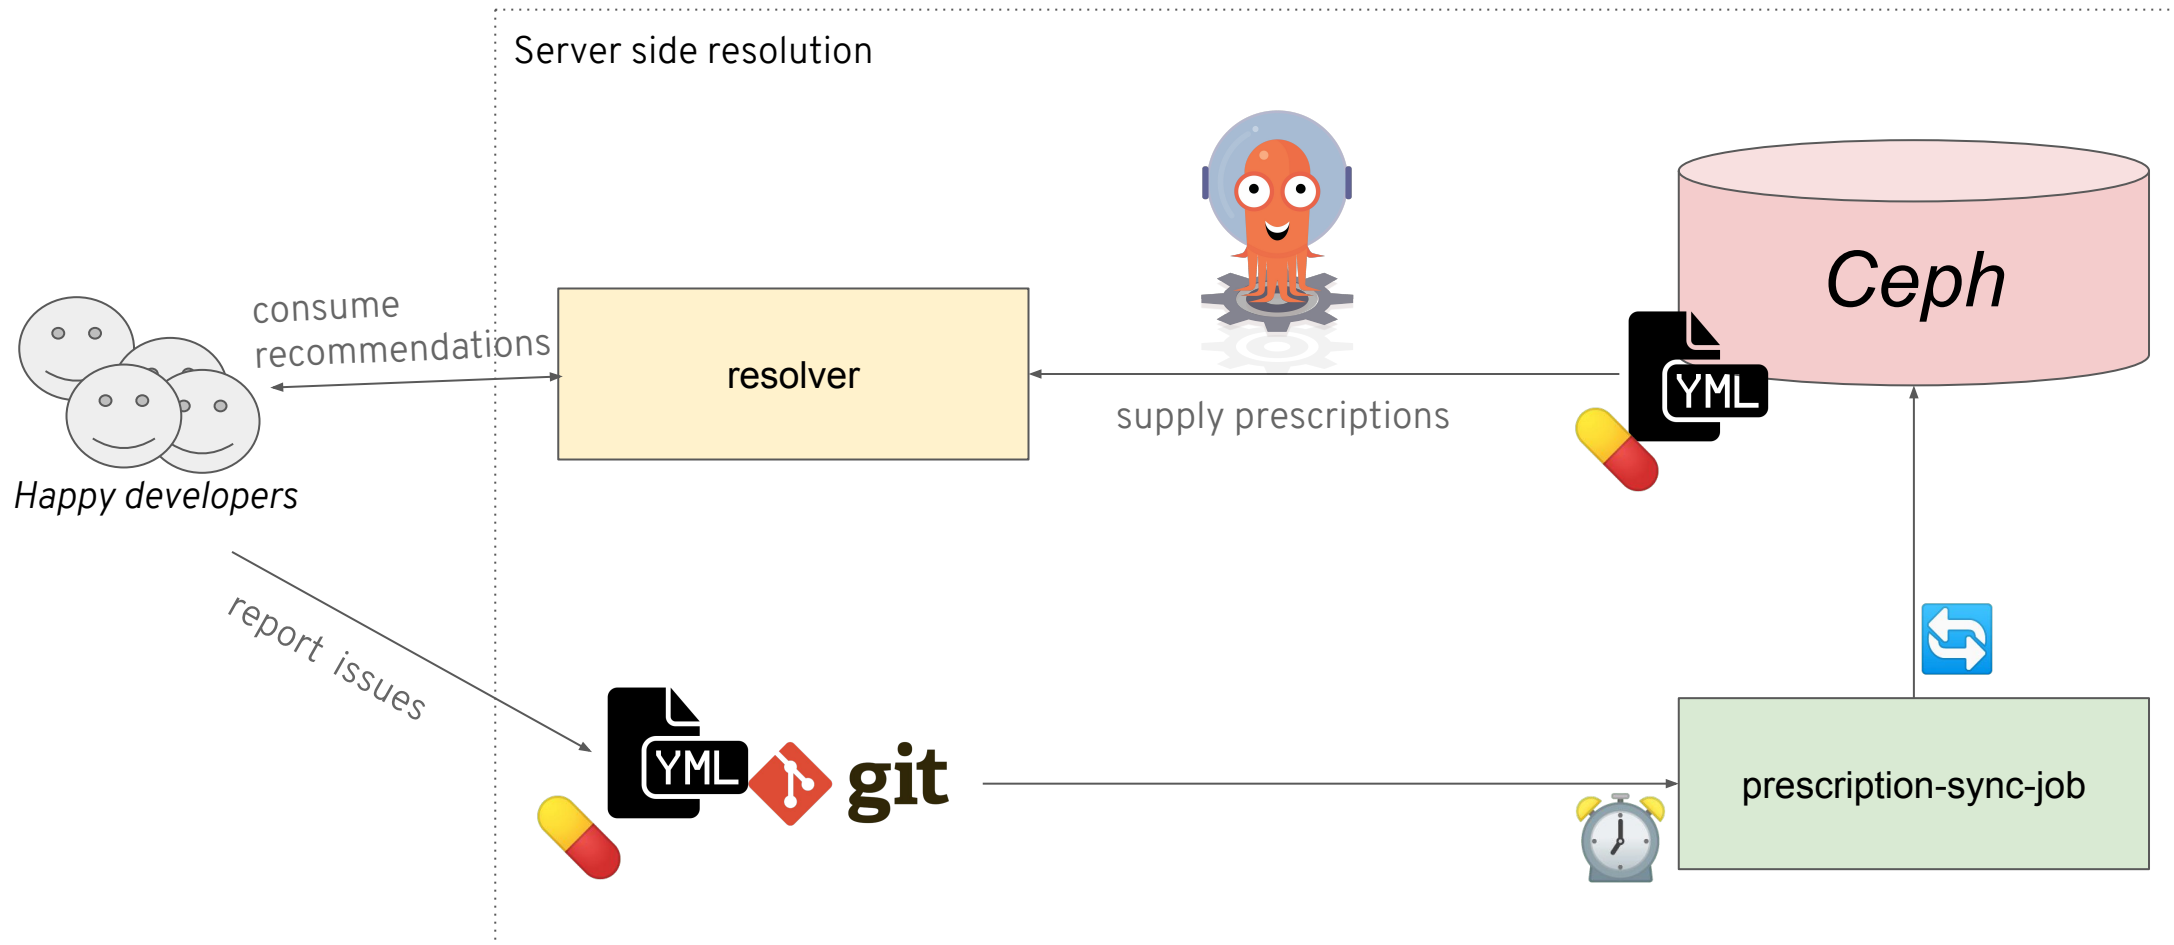 Server side resolution
Ceph
consume
recommendations
resolver
YML
supply prescriptions
Happy developers
report issues
YML
git
prescription-sync-job